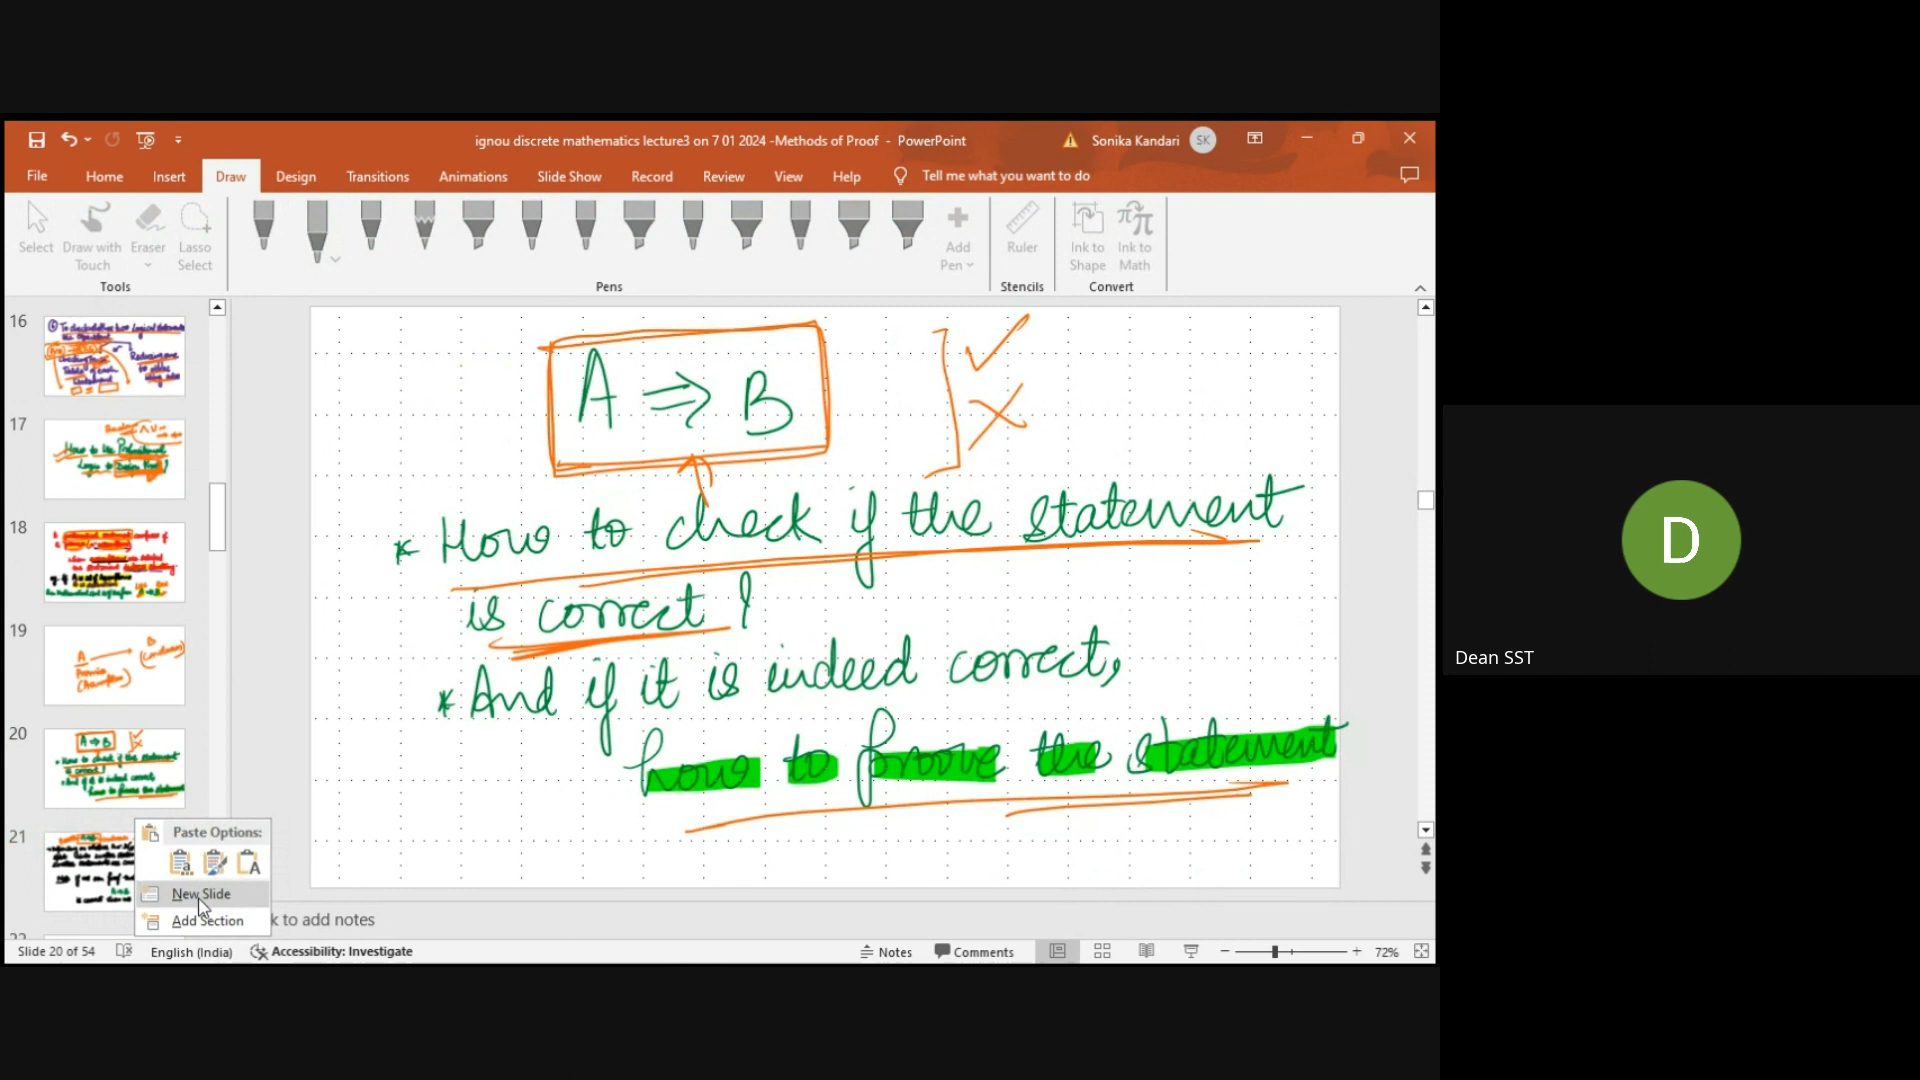 ignou discrete mathematics lecture3 on 7 01 2024 -Methods of Proof - PowerPoint
Sonika Kandari
SK
File
Home
Insert
Draw
Design
Transitions
Animations
Slide Show
Record
Review
View
Help
Tell me what you want to do
Select
Draw with Touch
Eraser
Lasso Select
Add Pen
Ruler
Ink to Shape
Ink to Math
Tools
Pens
Stencils
Convert
16
17
18
19
20
21
A ⇒ B
* How to check if the statement
is correct?
* And if it is indeed correct,
how to prove the statement
Paste Options:
New Slide
Add Section
k to add notes
Slide 20 of 54
English (India)
Accessibility: Investigate
Notes
Comments
72%
D
Dean SST